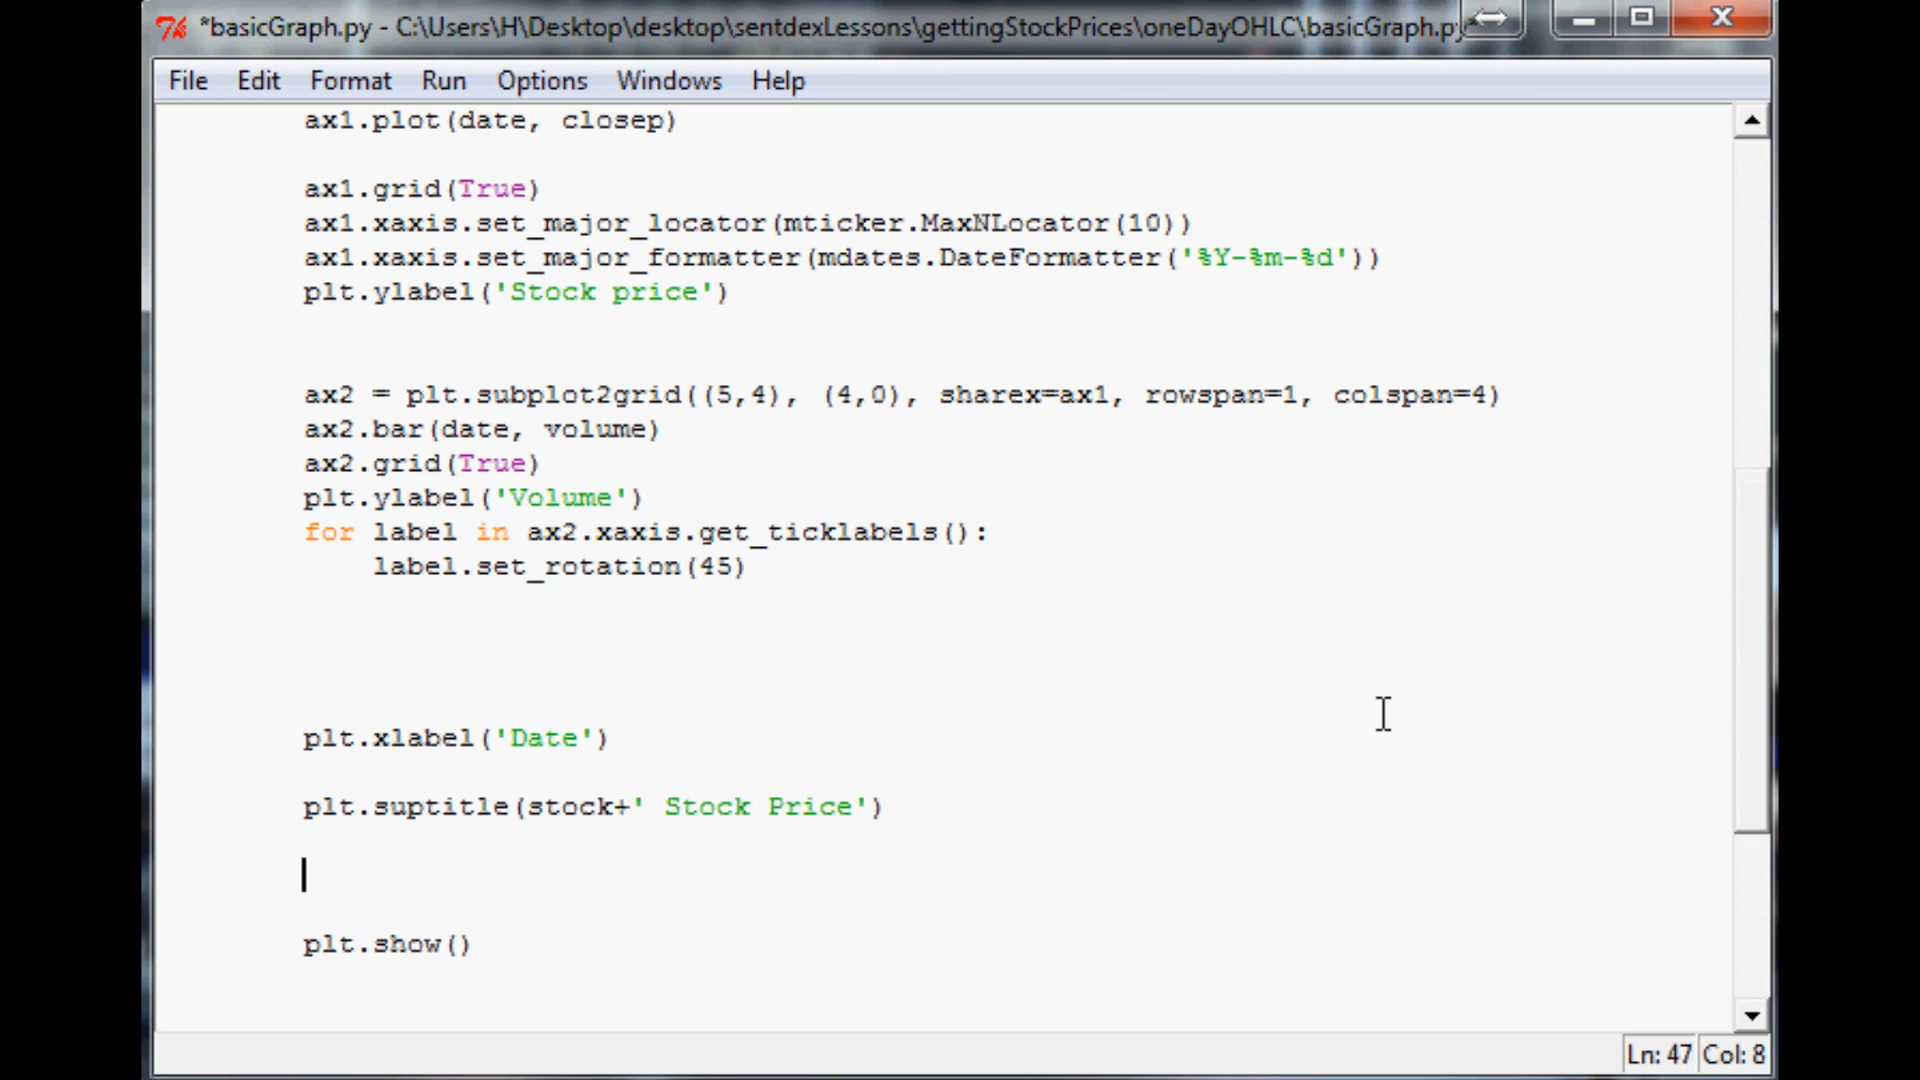 *basicGraph.py - C:\Users\H\Desktop\desktop\sentdexLessons\gettingStockPrices\oneDayOHLC\basicGraph.py*
File Edit Format Run Options Windows Help
ax1.plot(date, closep)
ax1.grid(True)
ax1.xaxis.set_major_locator(mticker.MaxNLocator(10))
ax1.xaxis.set_major_formatter(mdates.DateFormatter('%Y-%m-%d'))
plt.ylabel('Stock price')
ax2 = plt.subplot2grid((5,4), (4,0), sharex=ax1, rowspan=1, colspan=4)
ax2.bar(date, volume)
ax2.grid(True)
plt.ylabel('Volume')
for label in ax2.xaxis.get_ticklabels():
label.set_rotation(45)
plt.xlabel('Date')
plt.suptitle(stock+' Stock Price')
plt.show()
Ln: 47 Col: 8